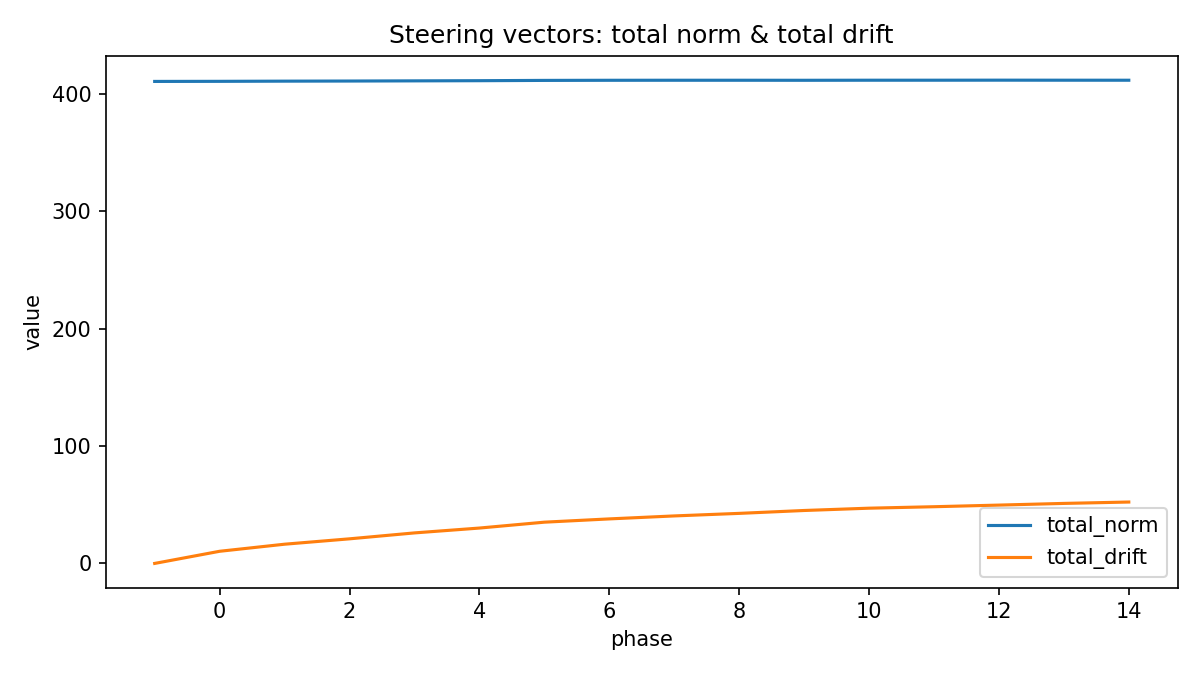 Steering vectors: total norm & total drift
value
400
300
200
100
0
total_norm
total_drift
0 2 4 6 8 10 12 14
phase